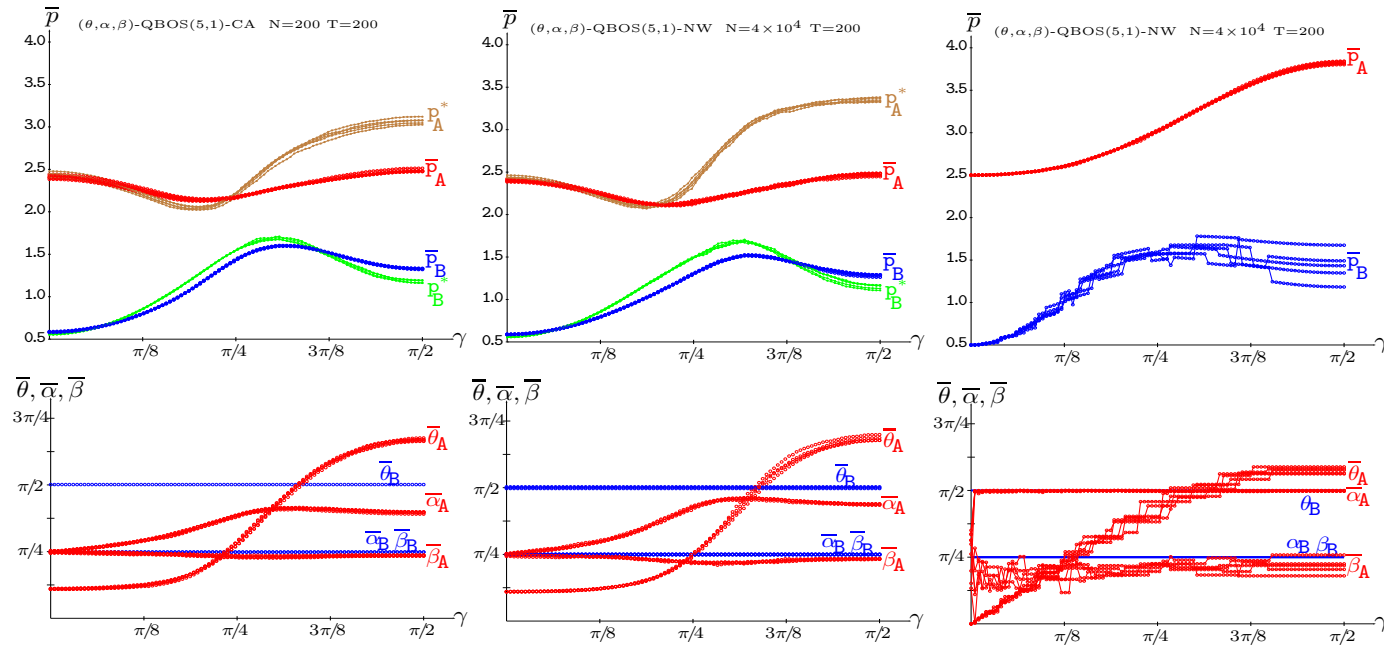 p̅ (θ,α,β)-QBOS(5,1)-CA N=200 T=200
4.0
3.5
3.0
2.5
2.0
1.5
1.0
0.5
p*A
p̅A
p̅B
p*B
π/8 π/4 3π/8 π/2 γ
p̅ (θ,α,β)-QBOS(5,1)-NW N=4×10⁴ T=200
4.0
3.5
3.0
2.5
2.0
1.5
1.0
0.5
p*A
p̅A
p̅B
p*B
π/8 π/4 3π/8 π/2 γ
p̅ (θ,α,β)-QBOS(5,1)-NW N=4×10⁴ T=200
4.0
3.5
3.0
2.5
2.0
1.5
1.0
0.5
p̅A
p̅B
π/8 π/4 3π/8 π/2 γ
θ̅, α̅, β̅
3π/4
π/2
π/4
θ̅A
θ̅B
α̅A
α̅B β̅B
β̅A
π/8 π/4 3π/8 π/2 γ
θ̅, α̅, β̅
3π/4
π/2
π/4
θ̅A
θ̅B
α̅A
α̅B β̅B
β̅A
π/8 π/4 3π/8 π/2 γ
θ̅, α̅, β̅
3π/4
π/2
π/4
θ̅A
α̅A
θB
αB βB
β̅A
π/8 π/4 3π/8 π/2 γ